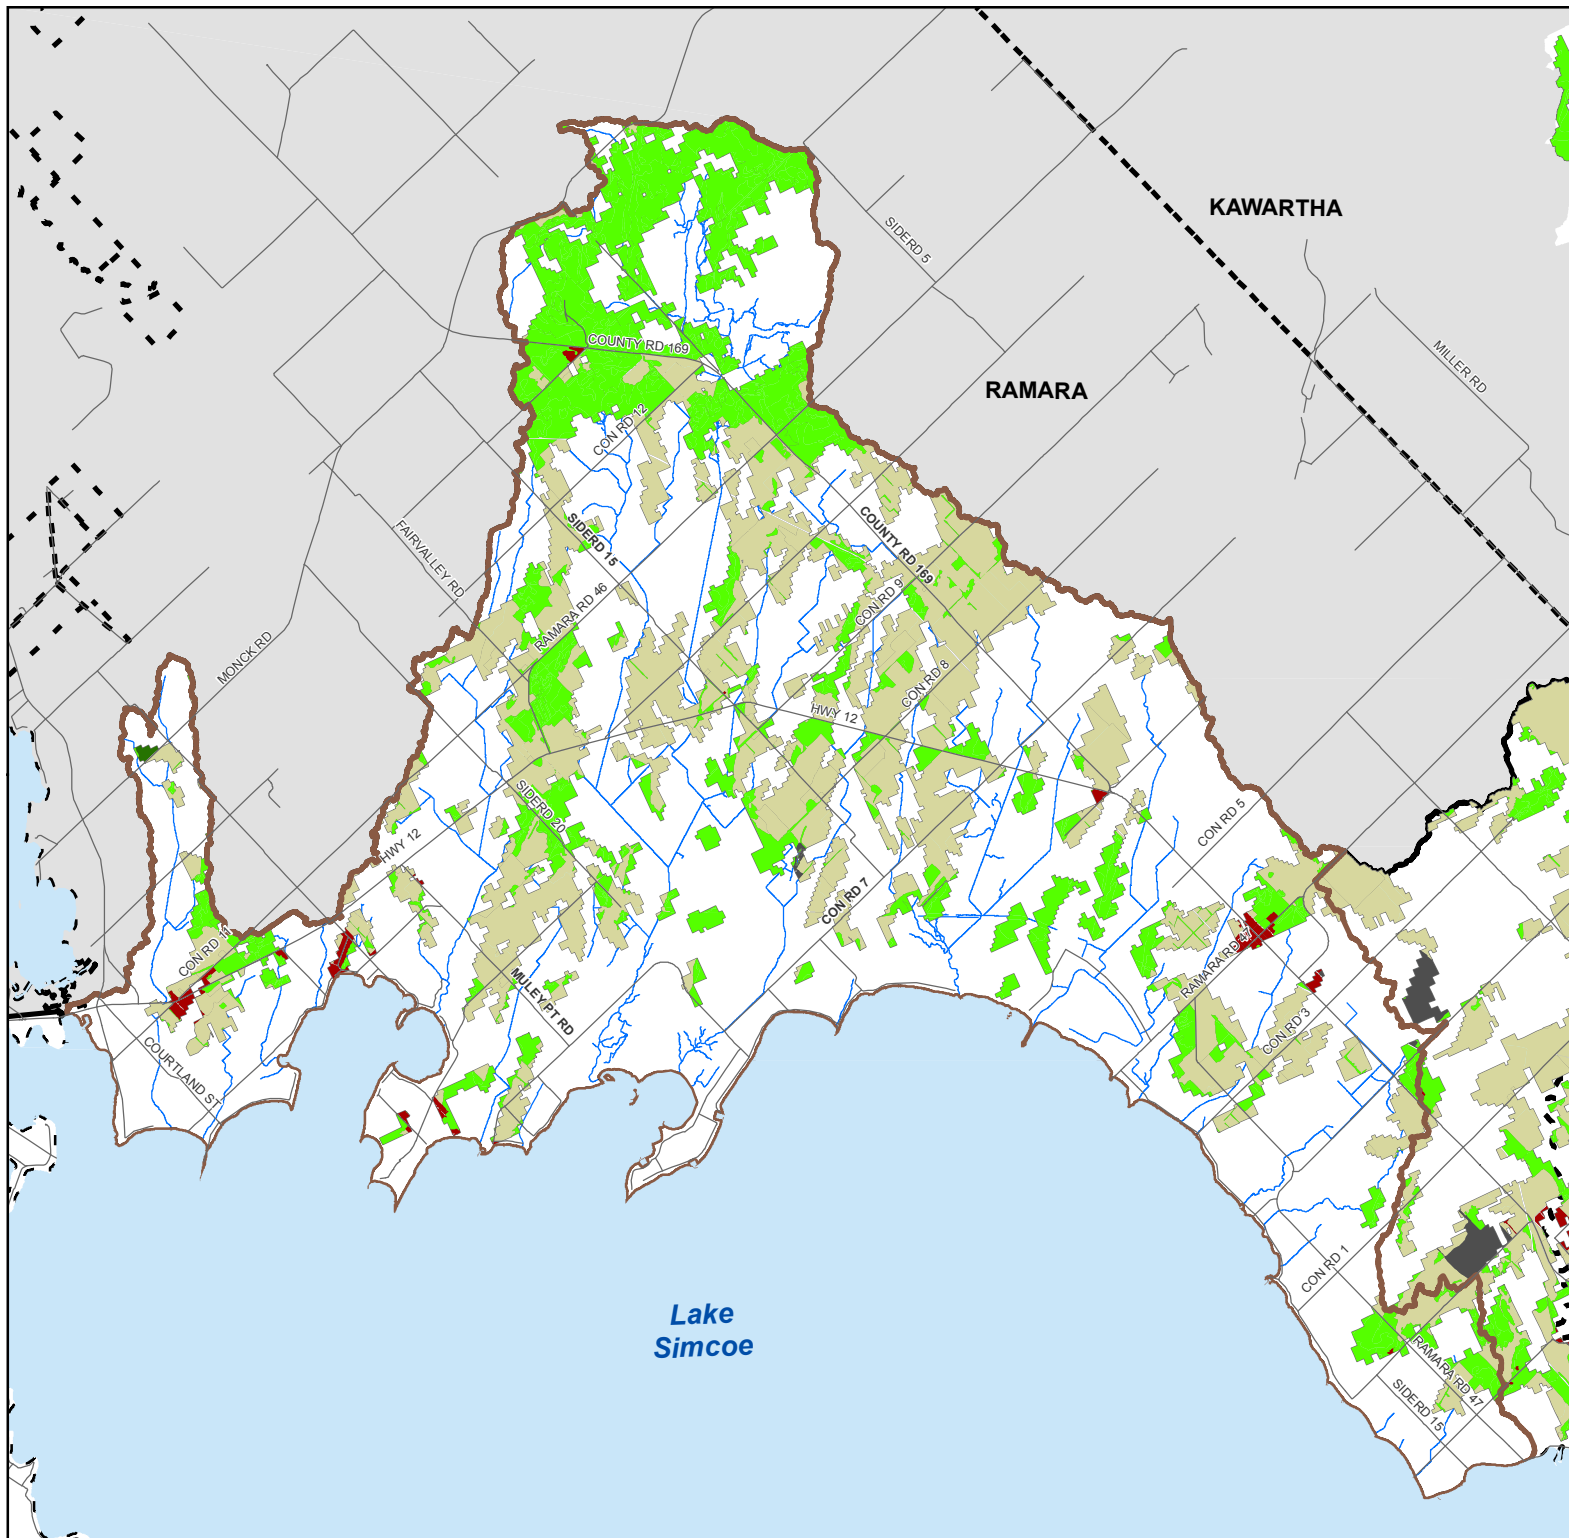 KAWARTHA
SIDERD 5
COUNTY RD 169
MILLER RD
RAMARA
CON RD 12
SIDERD 15
COUNTY RD 169
FAIRVALLEY RD
RAMARA RD 46
CON RD 9
MONCK RD
CON RD 8
HWY 12
SIDERD 20
HWY 12
CON RD 5
CON RD 7
CON RD 11
RAMARA RD 47
MULEY PT RD
CON RD 3
COURTLAND ST
CON RD 1
Lake
Simcoe
RAMARA RD 47
SIDERD 15